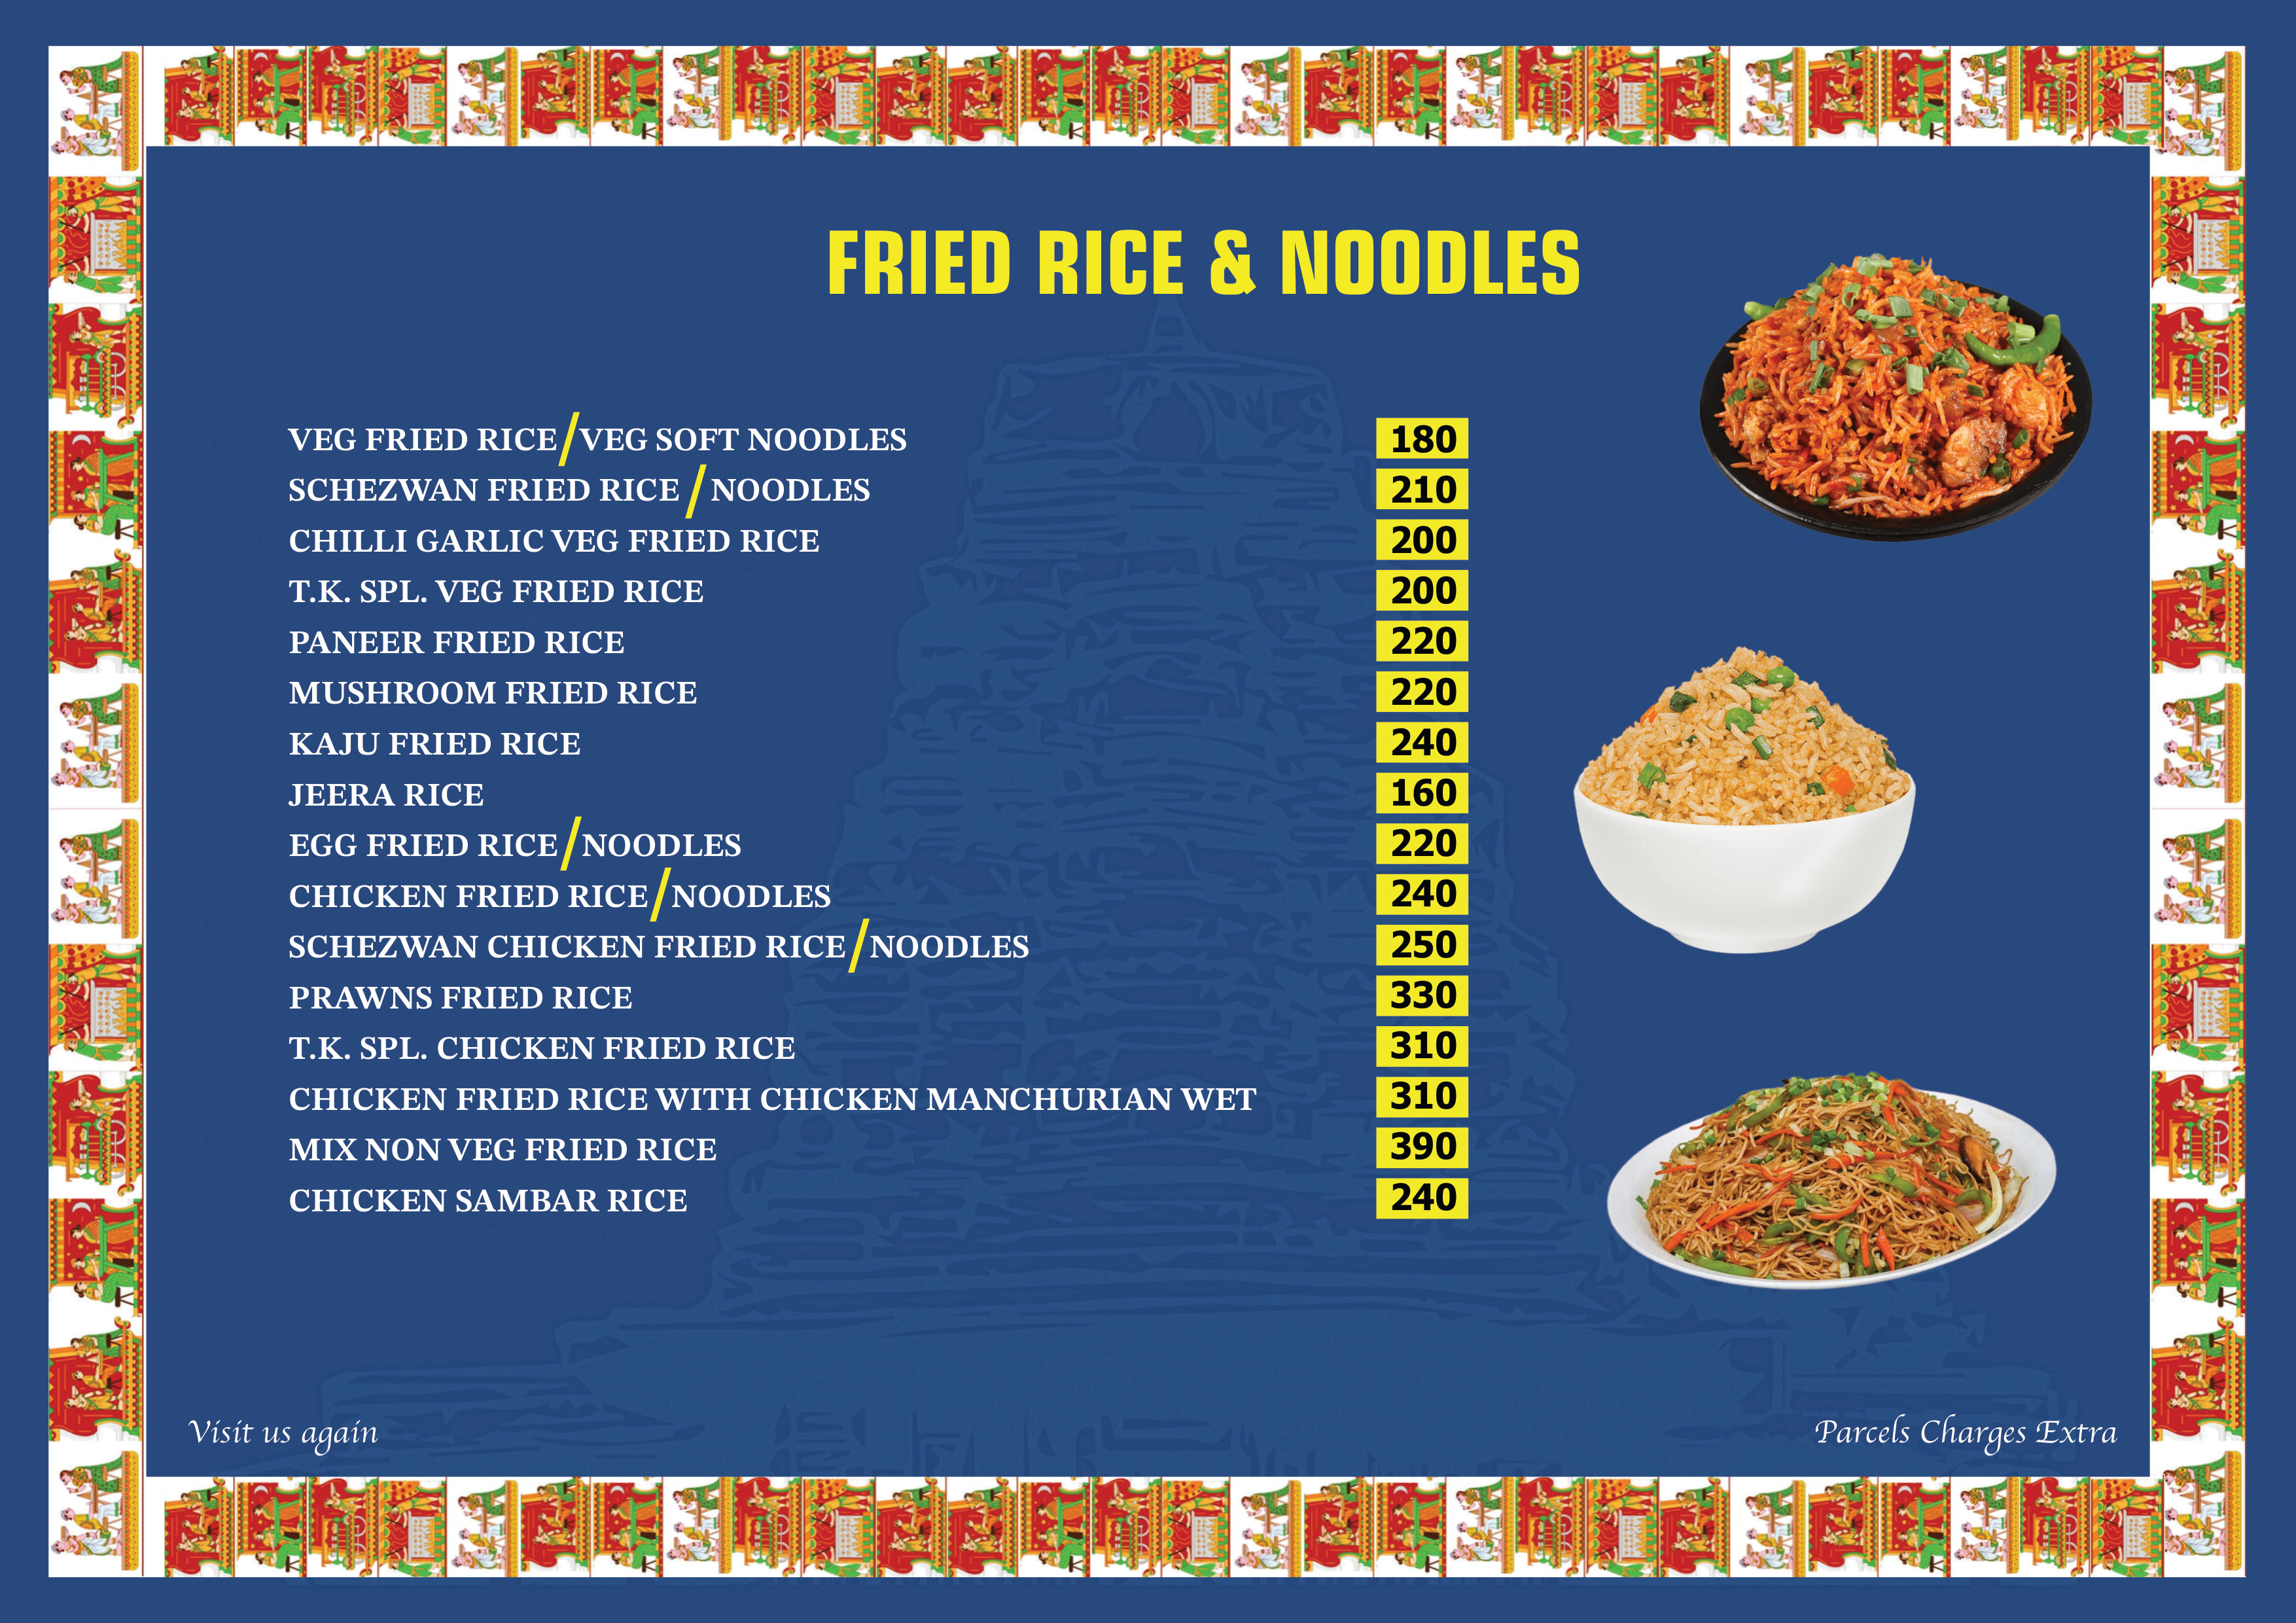 FRIED RICE & NOODLES
VEG FRIED RICE/VEG SOFT NOODLES 180
SCHEZWAN FRIED RICE/NOODLES 210
CHILLI GARLIC VEG FRIED RICE 200
T.K. SPL. VEG FRIED RICE 200
PANEER FRIED RICE 220
MUSHROOM FRIED RICE 220
KAJU FRIED RICE 240
JEERA RICE 160
EGG FRIED RICE/NOODLES 220
CHICKEN FRIED RICE/NOODLES 240
SCHEZWAN CHICKEN FRIED RICE/NOODLES 250
PRAWNS FRIED RICE 330
T.K. SPL. CHICKEN FRIED RICE 310
CHICKEN FRIED RICE WITH CHICKEN MANCHURIAN WET 310
MIX NON VEG FRIED RICE 390
CHICKEN SAMBAR RICE 240
Visit us again Parcels Charges Extra